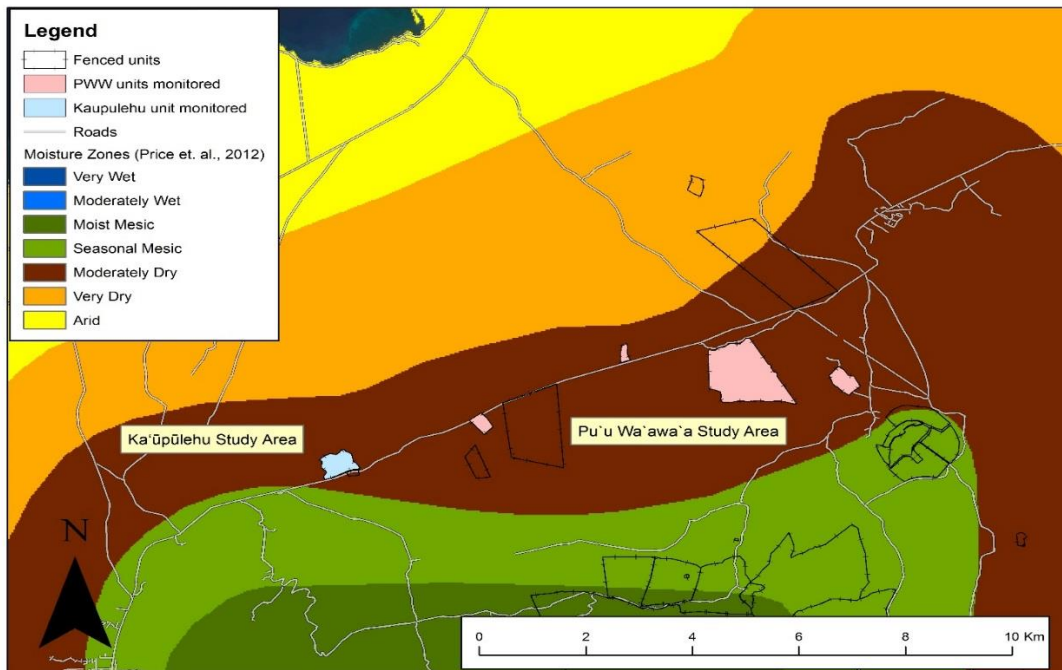 Legend
Fenced units
PWW units monitored
Kaupulehu unit monitored
Roads
Moisture Zones (Price et. al., 2012)
Very Wet
Moderately Wet
Moist Mesic
Seasonal Mesic
Moderately Dry
Very Dry
Arid
Kaʻūpūlehu Study Area
Pu`u Wa`awa`a Study Area
N
0 2 4 6 8 10 Km